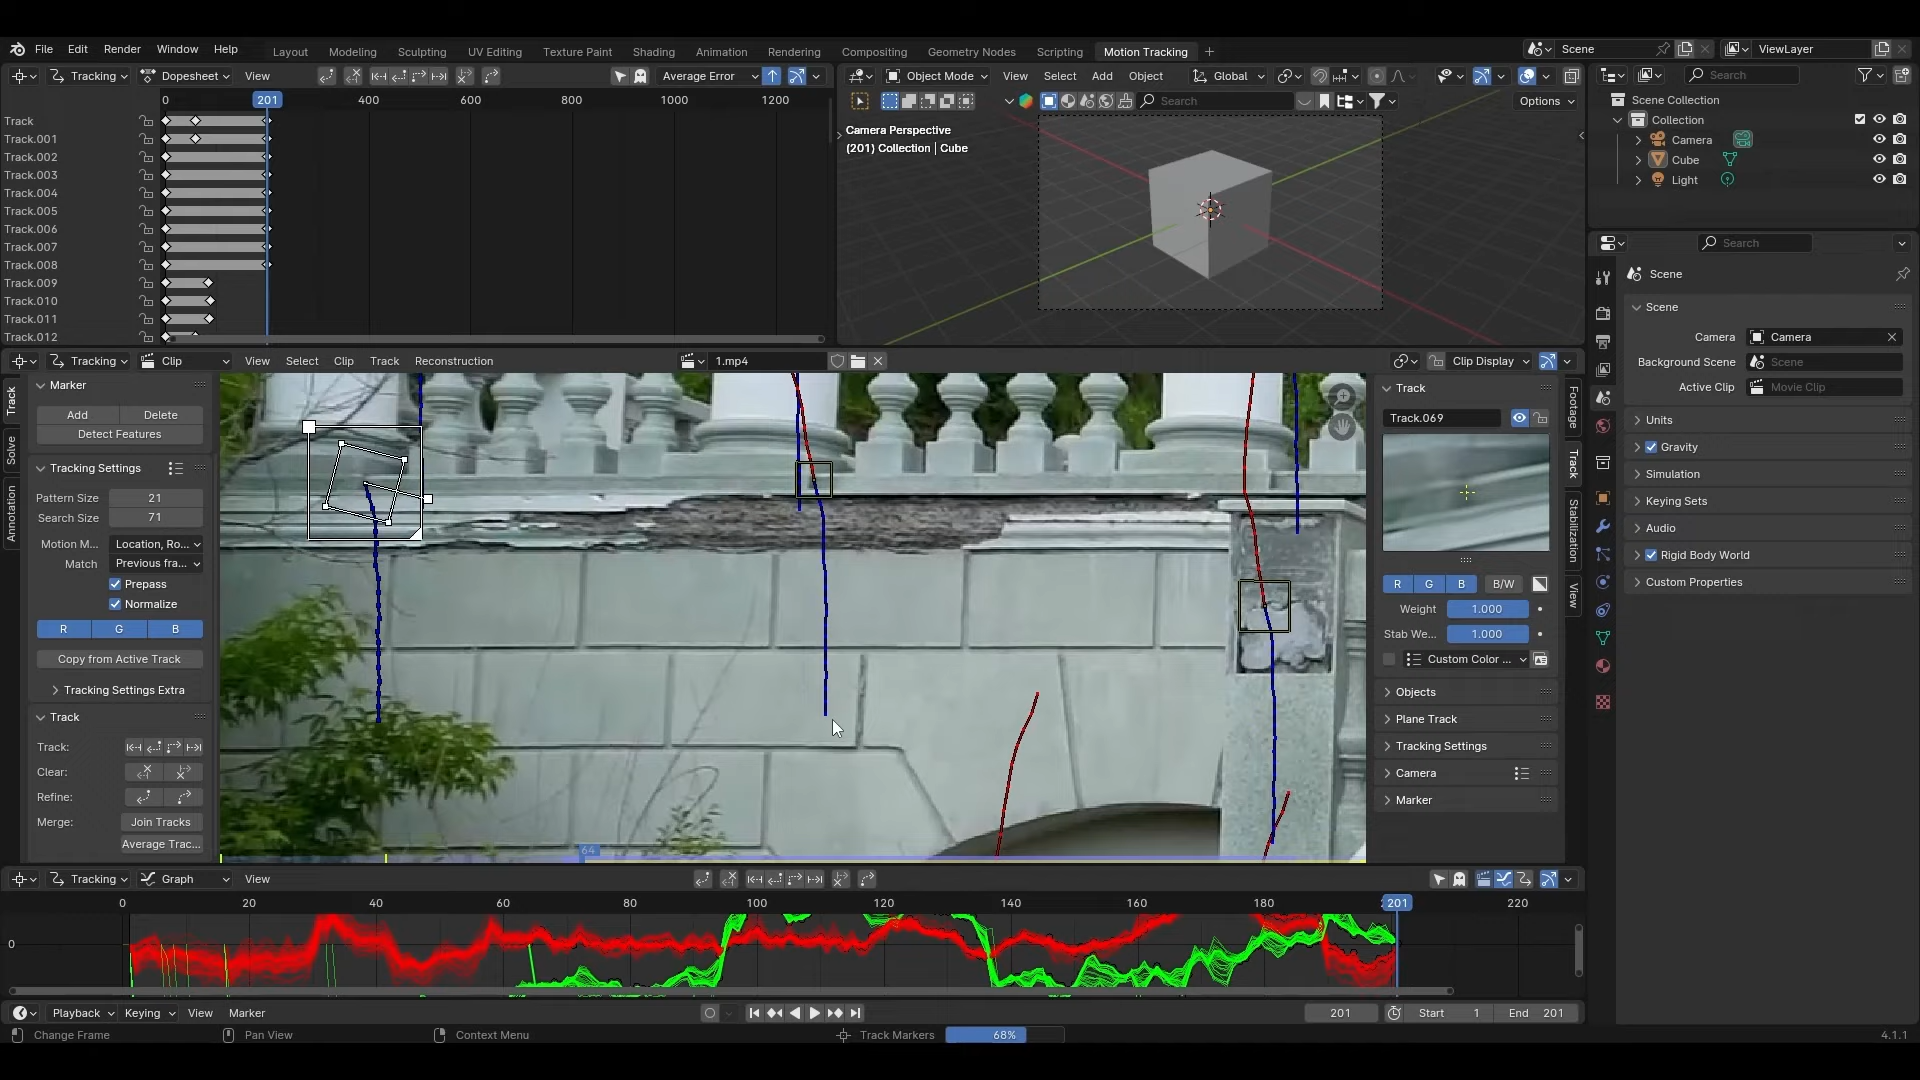 File Edit Render Window Help Layout Modeling Sculpting UV Editing Texture Paint Shading Animation Rendering Compositing Geometry Nodes Scripting Motion Tracking + Scene ViewLayer
Tracking Dopesheet View Average Error Object Mode View Select Add Object Global Search
0 201 400 600 800 1000 1200 Search Options
Track
Track.001
Track.002
Track.003
Track.004
Track.005
Track.006
Track.007
Track.008
Track.009
Track.010
Track.011
Track.012
Camera Perspective
(201) Collection | Cube
Scene Collection
Collection
Camera
Cube
Light
Search
Scene
Scene
Camera Camera
Background Scene Scene
Active Clip Movie Clip
Units
Gravity
Simulation
Keying Sets
Audio
Rigid Body World
Custom Properties
Tracking Clip View Select Clip Track Reconstruction 1.mp4 Clip Display
Track
Solve
Annotation
Marker
Add Delete
Detect Features
Tracking Settings
Pattern Size 21
Search Size 71
Motion M... Location, Ro...
Match Previous fra...
Prepass
Normalize
R G B
Copy from Active Track
Tracking Settings Extra
Track
Track:
Clear:
Refine:
Merge: Join Tracks
Average Trac...
64
Track
Track.069
R G B B/W
Weight 1.000
Stab We... 1.000
Custom Color ...
Objects
Plane Track
Tracking Settings
Camera
Marker
Footage
Track
Stabilization
View
Tracking Graph View
0 20 40 60 80 100 120 140 160 180 201 220
0
Playback Keying View Marker 201 Start 1 End 201
Change Frame Pan View Context Menu Track Markers 68% 4.1.1